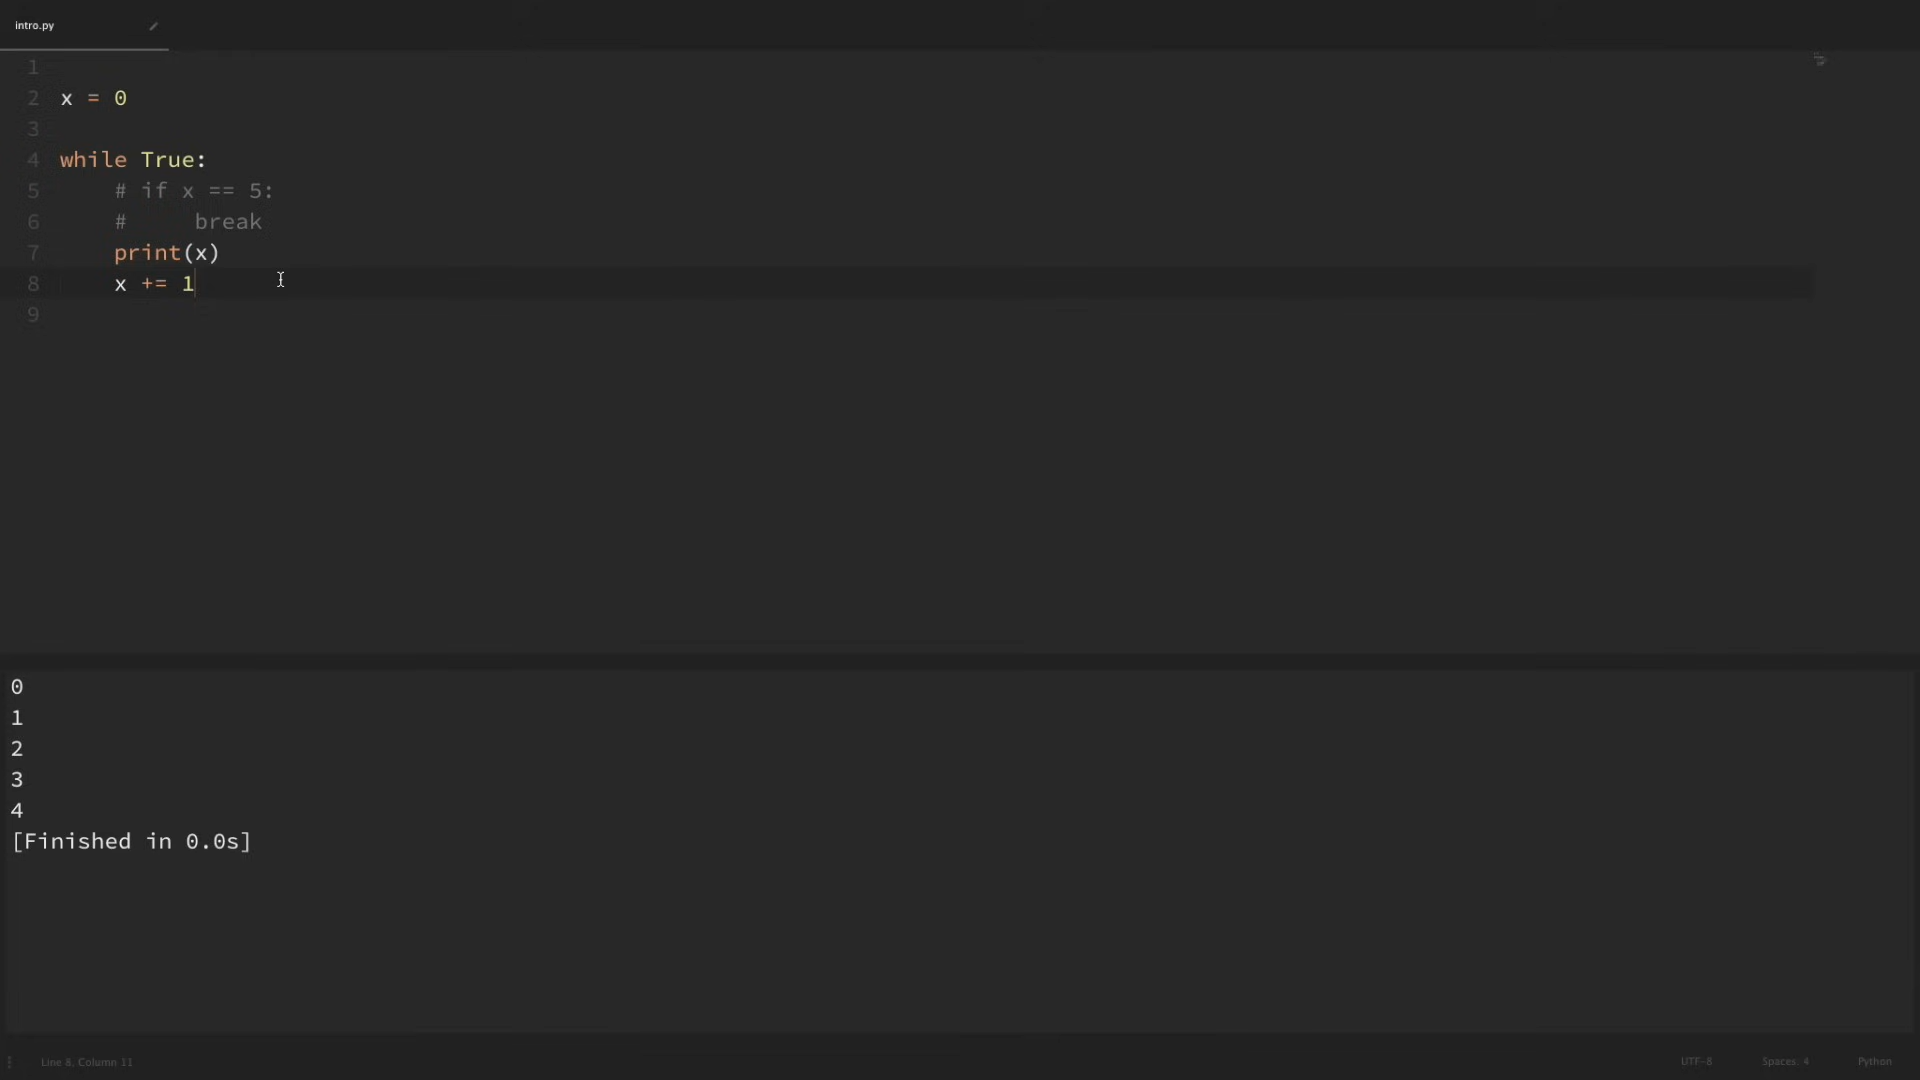 intro.py
1
2 x = 0
3
4 while True:
5     # if x == 5:
6     #     break
7     print(x)
8     x += 1
9
0
1
2
3
4
[Finished in 0.0s]
Line 8, Column 11
UTF-8 Spaces: 4 Python